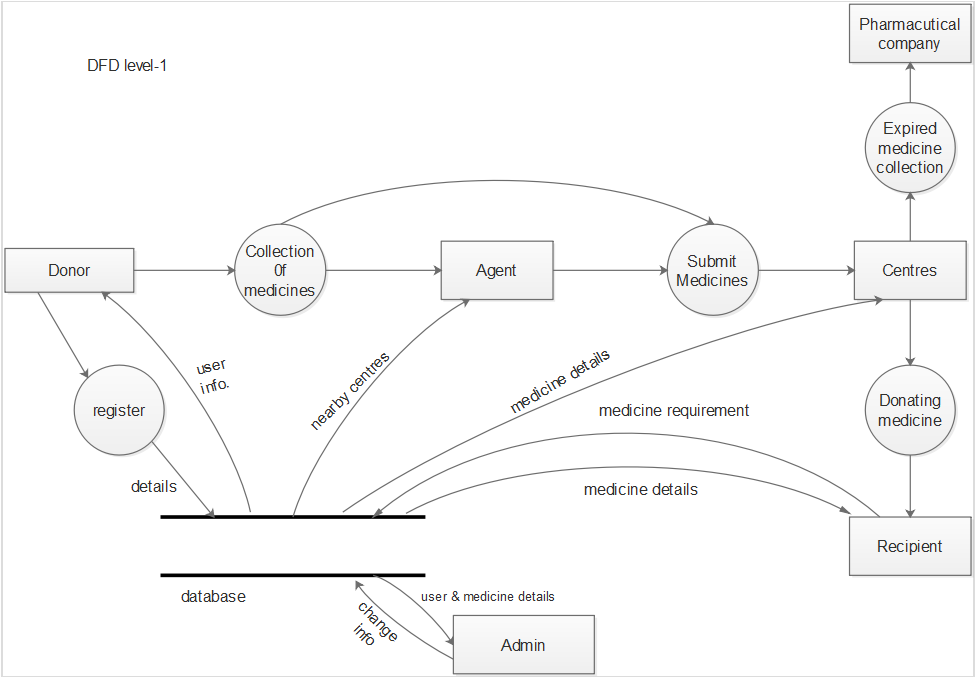 Pharmacutical
company
DFD level-1
Expired
medicine
collection
Collection
0f
medicines
Donor
Agent
Submit
Medicines
Centres
user
info.
nearby centres
medicine details
register
medicine requirement
Donating
medicine
details
medicine details
Recipient
database
user & medicine details
change
info
Admin